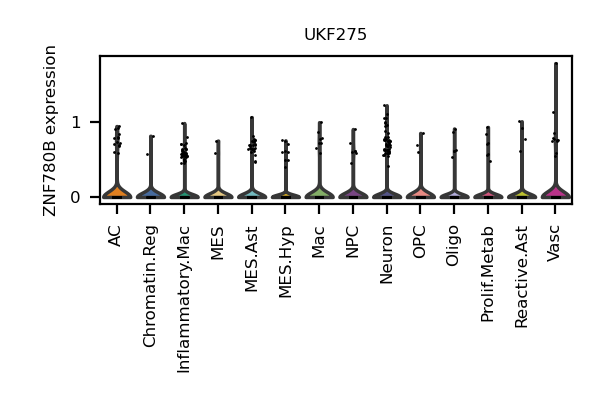 UKF275
ZNF780B expression
1
0
AC
Chromatin.Reg
Inflammatory.Mac
MES
MES.Ast
MES.Hyp
Mac
NPC
Neuron
OPC
Oligo
Prolif.Metab
Reactive.Ast
Vasc